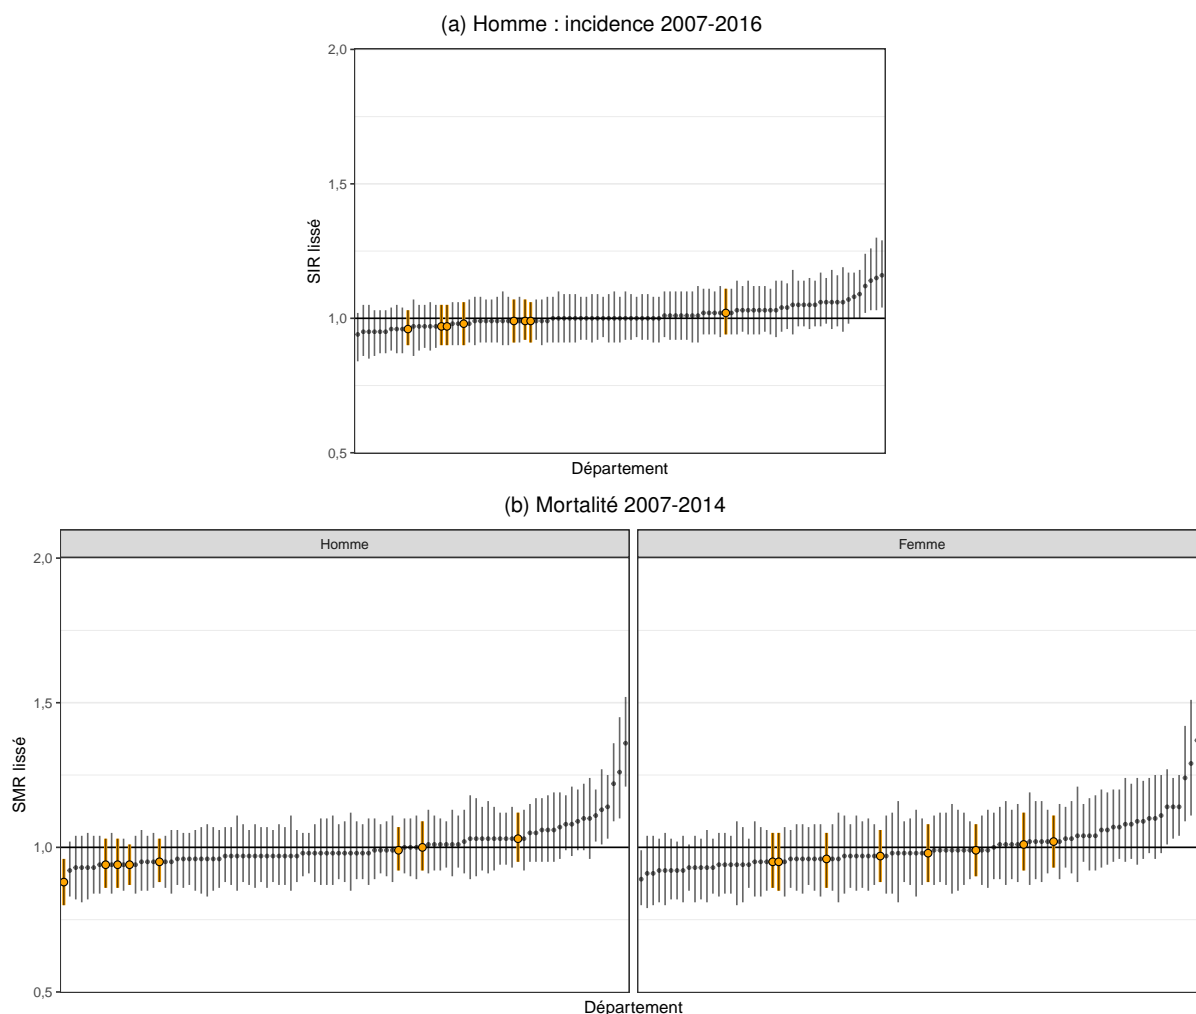 (a) Homme : incidence 2007-2016
2,0
1,5
1,0
0,5
SIR lissé
Département
(b) Mortalité 2007-2014
Homme
Femme
2,0
1,5
1,0
0,5
SMR lissé
Département